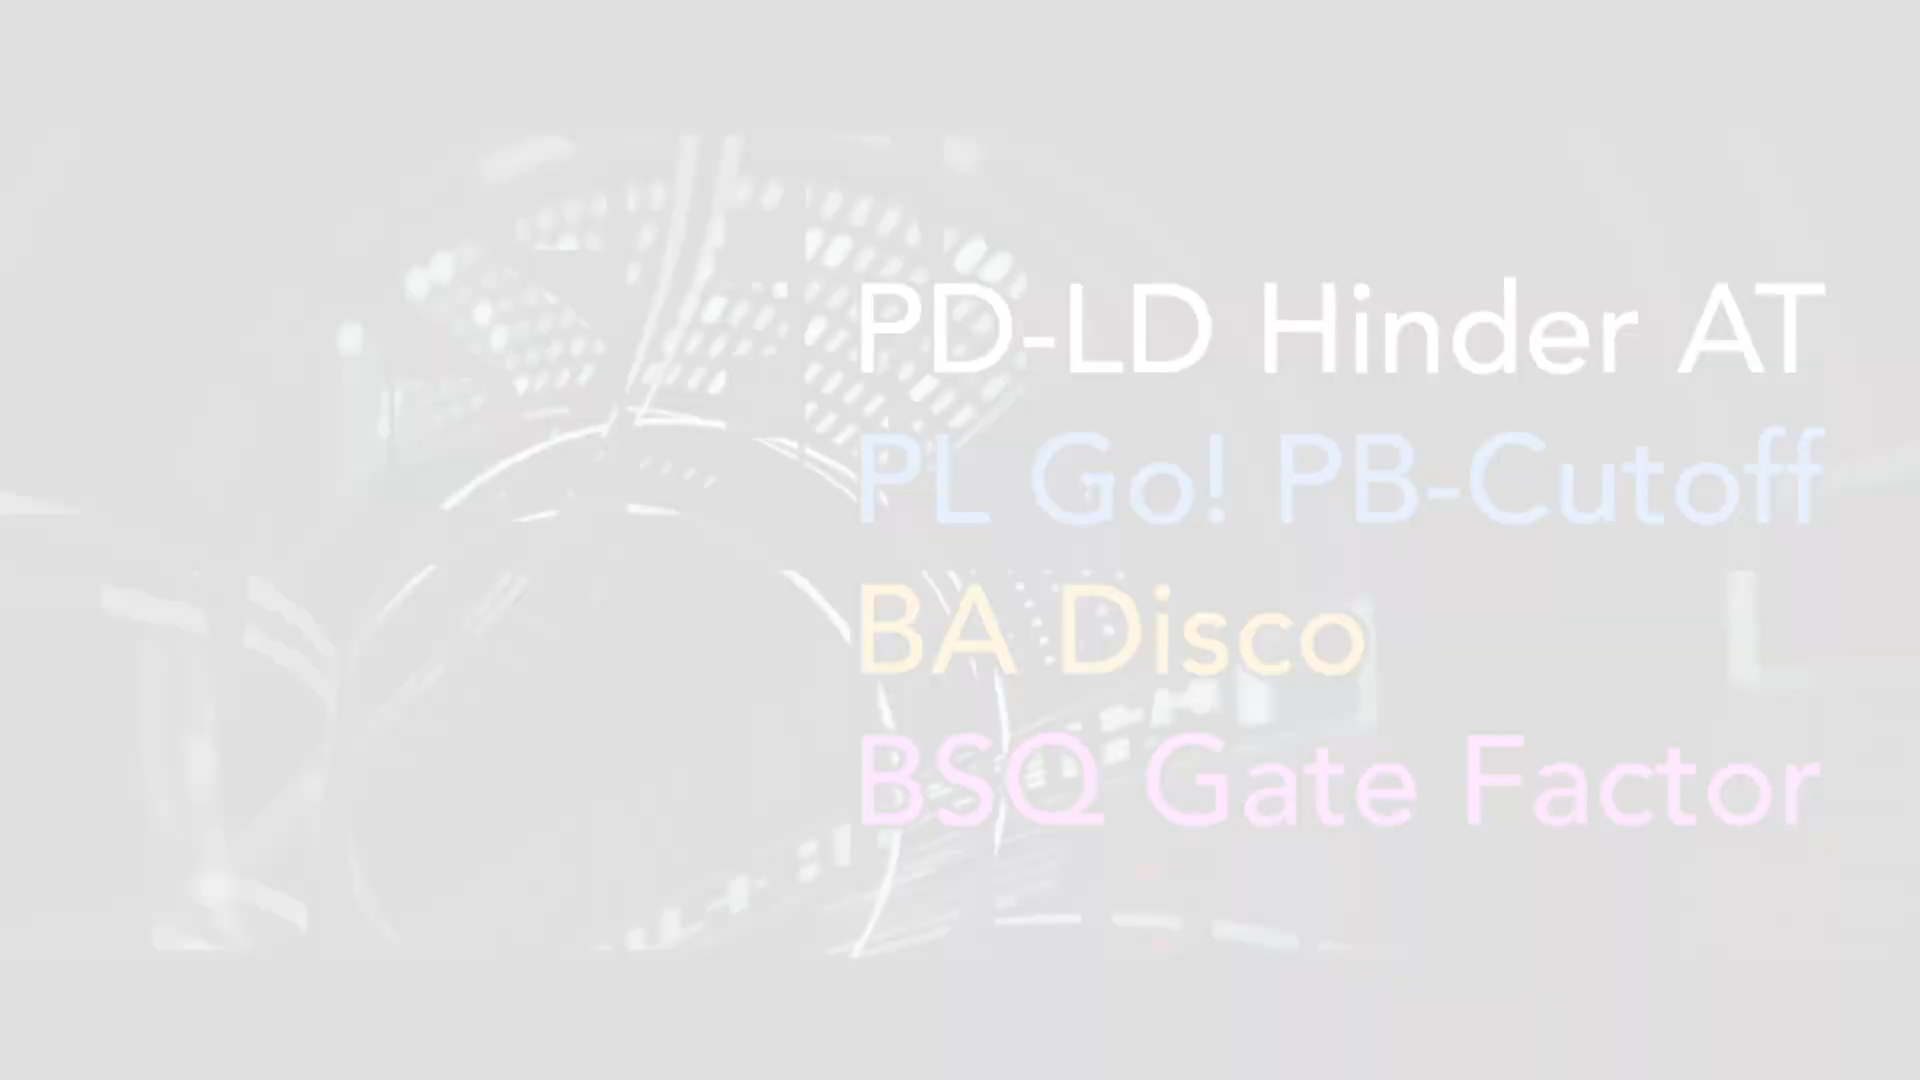 PD-LD Hinder AT
PL Go! PB-Cutoff
BA Disco
BSQ Gate Factor